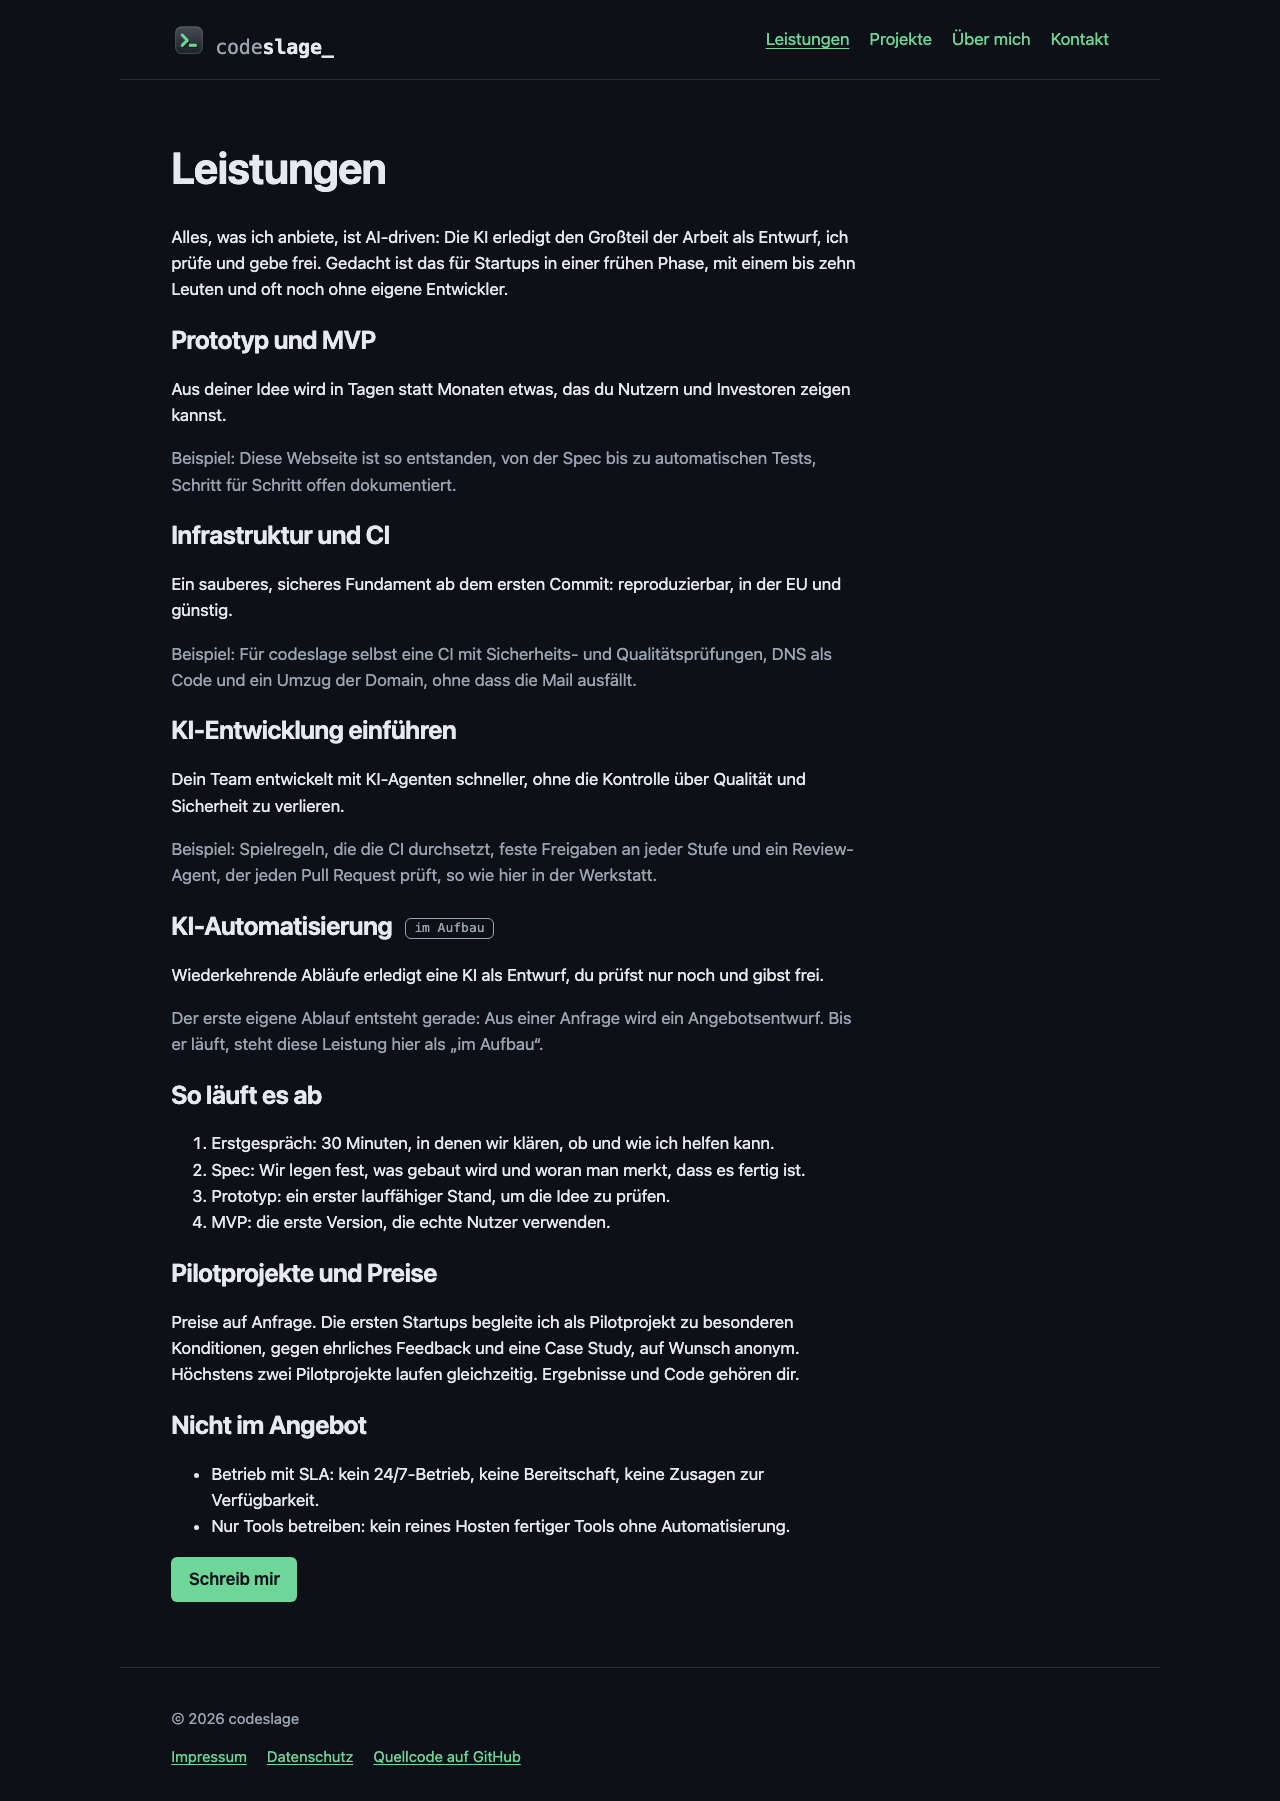 codeslage_
Leistungen Projekte Über mich Kontakt
Leistungen
Alles, was ich anbiete, ist AI-driven: Die KI erledigt den Großteil der Arbeit als Entwurf, ich
prüfe und gebe frei. Gedacht ist das für Startups in einer frühen Phase, mit einem bis zehn
Leuten und oft noch ohne eigene Entwickler.
Prototyp und MVP
Aus deiner Idee wird in Tagen statt Monaten etwas, das du Nutzern und Investoren zeigen
kannst.
Beispiel: Diese Webseite ist so entstanden, von der Spec bis zu automatischen Tests,
Schritt für Schritt offen dokumentiert.
Infrastruktur und CI
Ein sauberes, sicheres Fundament ab dem ersten Commit: reproduzierbar, in der EU und
günstig.
Beispiel: Für codeslage selbst eine CI mit Sicherheits- und Qualitätsprüfungen, DNS als
Code und ein Umzug der Domain, ohne dass die Mail ausfällt.
KI-Entwicklung einführen
Dein Team entwickelt mit KI-Agenten schneller, ohne die Kontrolle über Qualität und
Sicherheit zu verlieren.
Beispiel: Spielregeln, die die CI durchsetzt, feste Freigaben an jeder Stufe und ein Review-
Agent, der jeden Pull Request prüft, so wie hier in der Werkstatt.
KI-Automatisierung im Aufbau
Wiederkehrende Abläufe erledigt eine KI als Entwurf, du prüfst nur noch und gibst frei.
Der erste eigene Ablauf entsteht gerade: Aus einer Anfrage wird ein Angebotsentwurf. Bis
er läuft, steht diese Leistung hier als „im Aufbau“.
So läuft es ab
1. Erstgespräch: 30 Minuten, in denen wir klären, ob und wie ich helfen kann.
2. Spec: Wir legen fest, was gebaut wird und woran man merkt, dass es fertig ist.
3. Prototyp: ein erster lauffähiger Stand, um die Idee zu prüfen.
4. MVP: die erste Version, die echte Nutzer verwenden.
Pilotprojekte und Preise
Preise auf Anfrage. Die ersten Startups begleite ich als Pilotprojekt zu besonderen
Konditionen, gegen ehrliches Feedback und eine Case Study, auf Wunsch anonym.
Höchstens zwei Pilotprojekte laufen gleichzeitig. Ergebnisse und Code gehören dir.
Nicht im Angebot
• Betrieb mit SLA: kein 24/7-Betrieb, keine Bereitschaft, keine Zusagen zur
Verfügbarkeit.
• Nur Tools betreiben: kein reines Hosten fertiger Tools ohne Automatisierung.
Schreib mir
© 2026 codeslage
Impressum Datenschutz Quellcode auf GitHub